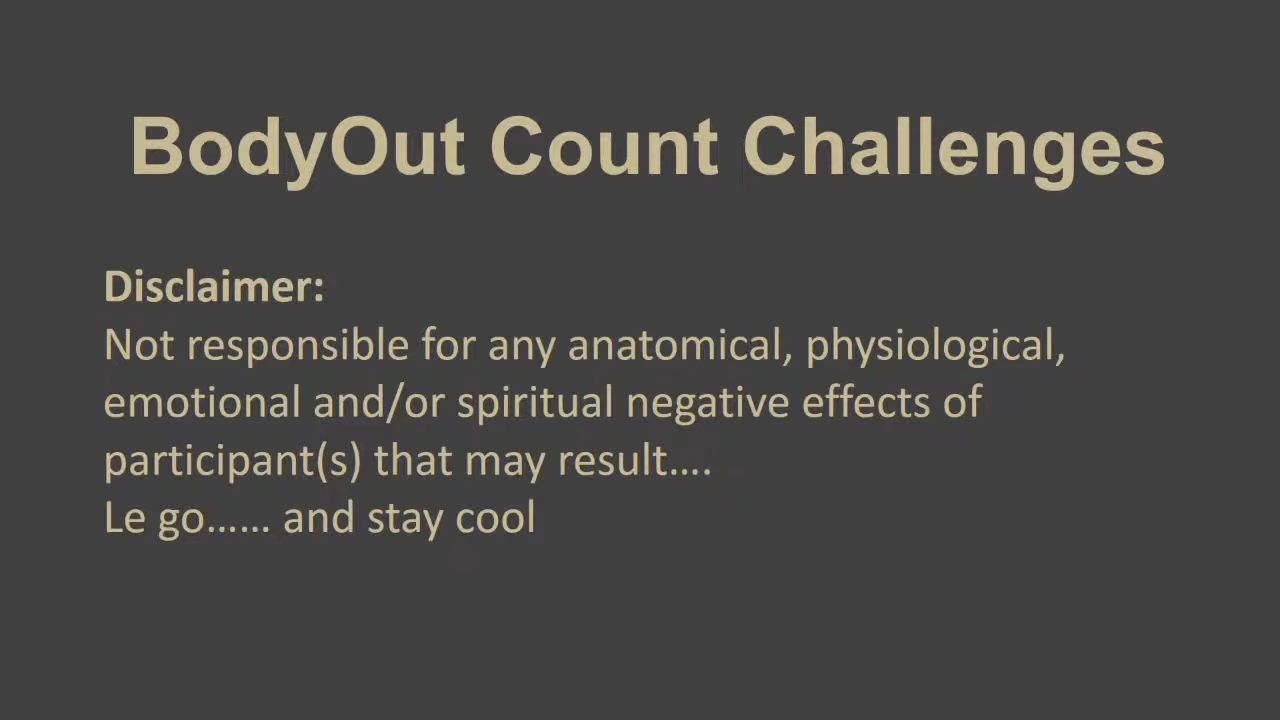 BodyOut Count Challenges
Disclaimer:
Not responsible for any anatomical, physiological,
emotional and/or spiritual negative effects of
participant(s) that may result....
Le go...... and stay cool